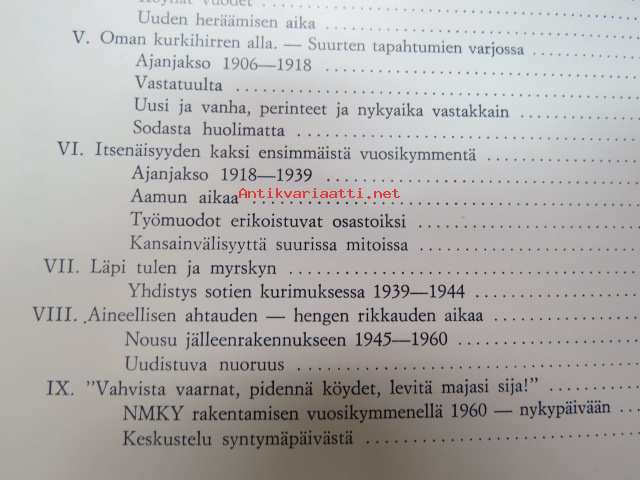 Köyhät vuodet
Uuden heräämisen aika
V. Oman kurkihirren alla. — Suurten tapahtumien varjossa
Ajanjakso 1906—1918
Vastatuulta
Uusi ja vanha, perinteet ja nykyaika vastakkain
Sodasta huolimatta
VI. Itsenäisyyden kaksi ensimmäistä vuosikymmentä
Ajanjakso 1918—1939
Antikvariaatti.net
Aamun aikaa
Työmuodot erikoistuvat osastoiksi
Kansainvälisyyttä suurissa mitoissa
VII. Läpi tulen ja myrskyn
Yhdistys sotien kurimuksessa 1939—1944
VIII. Aineellisen ahtauden — hengen rikkauden aikaa
Nousu jälleenrakennukseen 1945—1960
Uudistuva nuoruus
IX. "Vahvista vaarnat, pidennä köydet, levitä majasi sija!"
NMKY rakentamisen vuosikymmenellä 1960 — nykypäivään
Keskustelu syntymäpäivästä